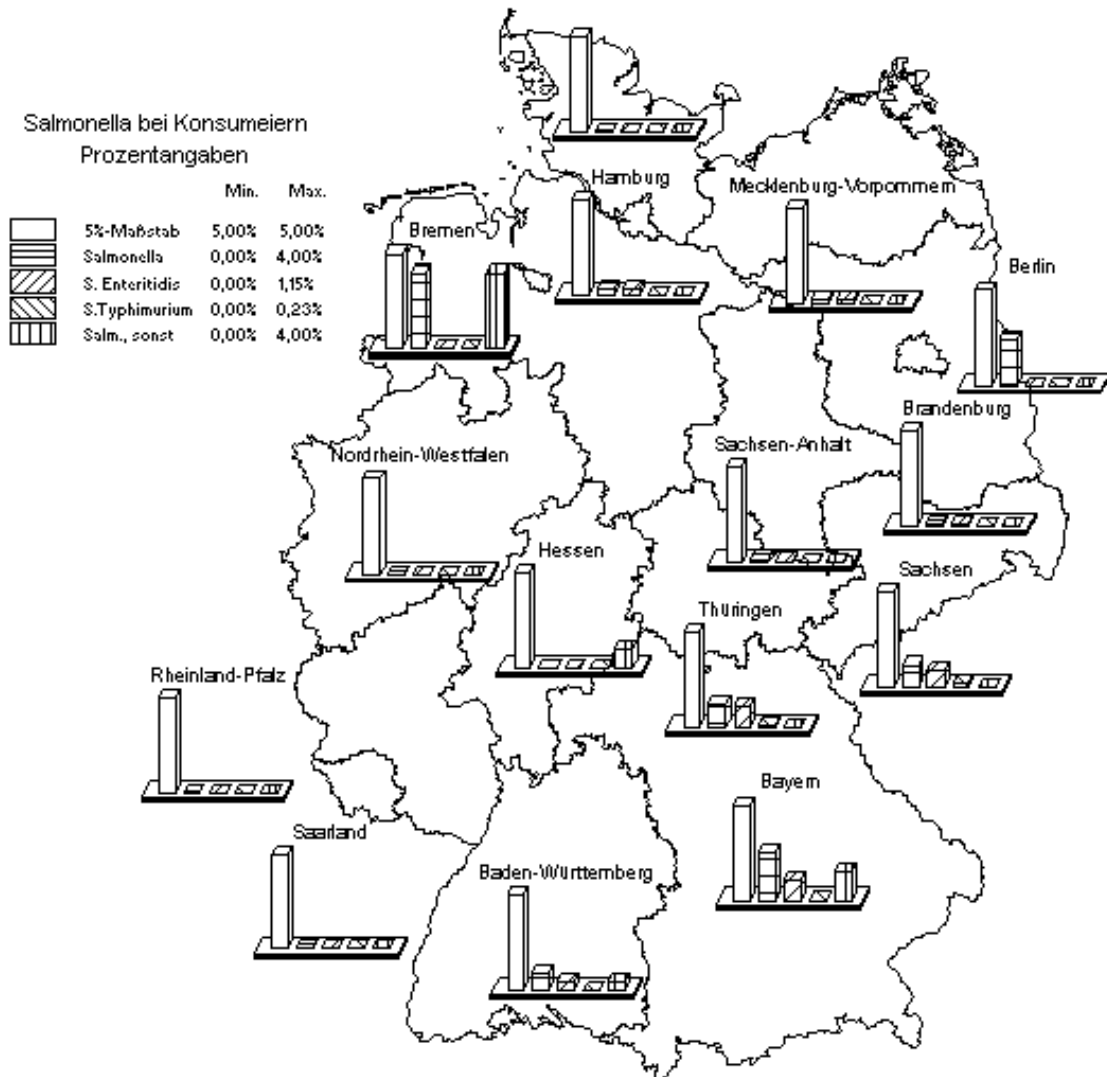 Salmonella bei Konsumeiern
Prozentangaben
Min. Max.
5%-Maßstab 5,00% 5,00%
Salmonella 0,00% 4,00%
S. Enteritidis 0,00% 1,15%
S.Typhimurium 0,00% 0,23%
Salm., sonst 0,00% 4,00%
Hamburg
Mecklenburg-Vorpommern
Bremen
Berlin
Brandenburg
Sachsen-Anhalt
Nordrhein-Westfalen
Hessen
Sachsen
Thüringen
Rheinland-Pfalz
Bayern
Saarland
Baden-Württemberg